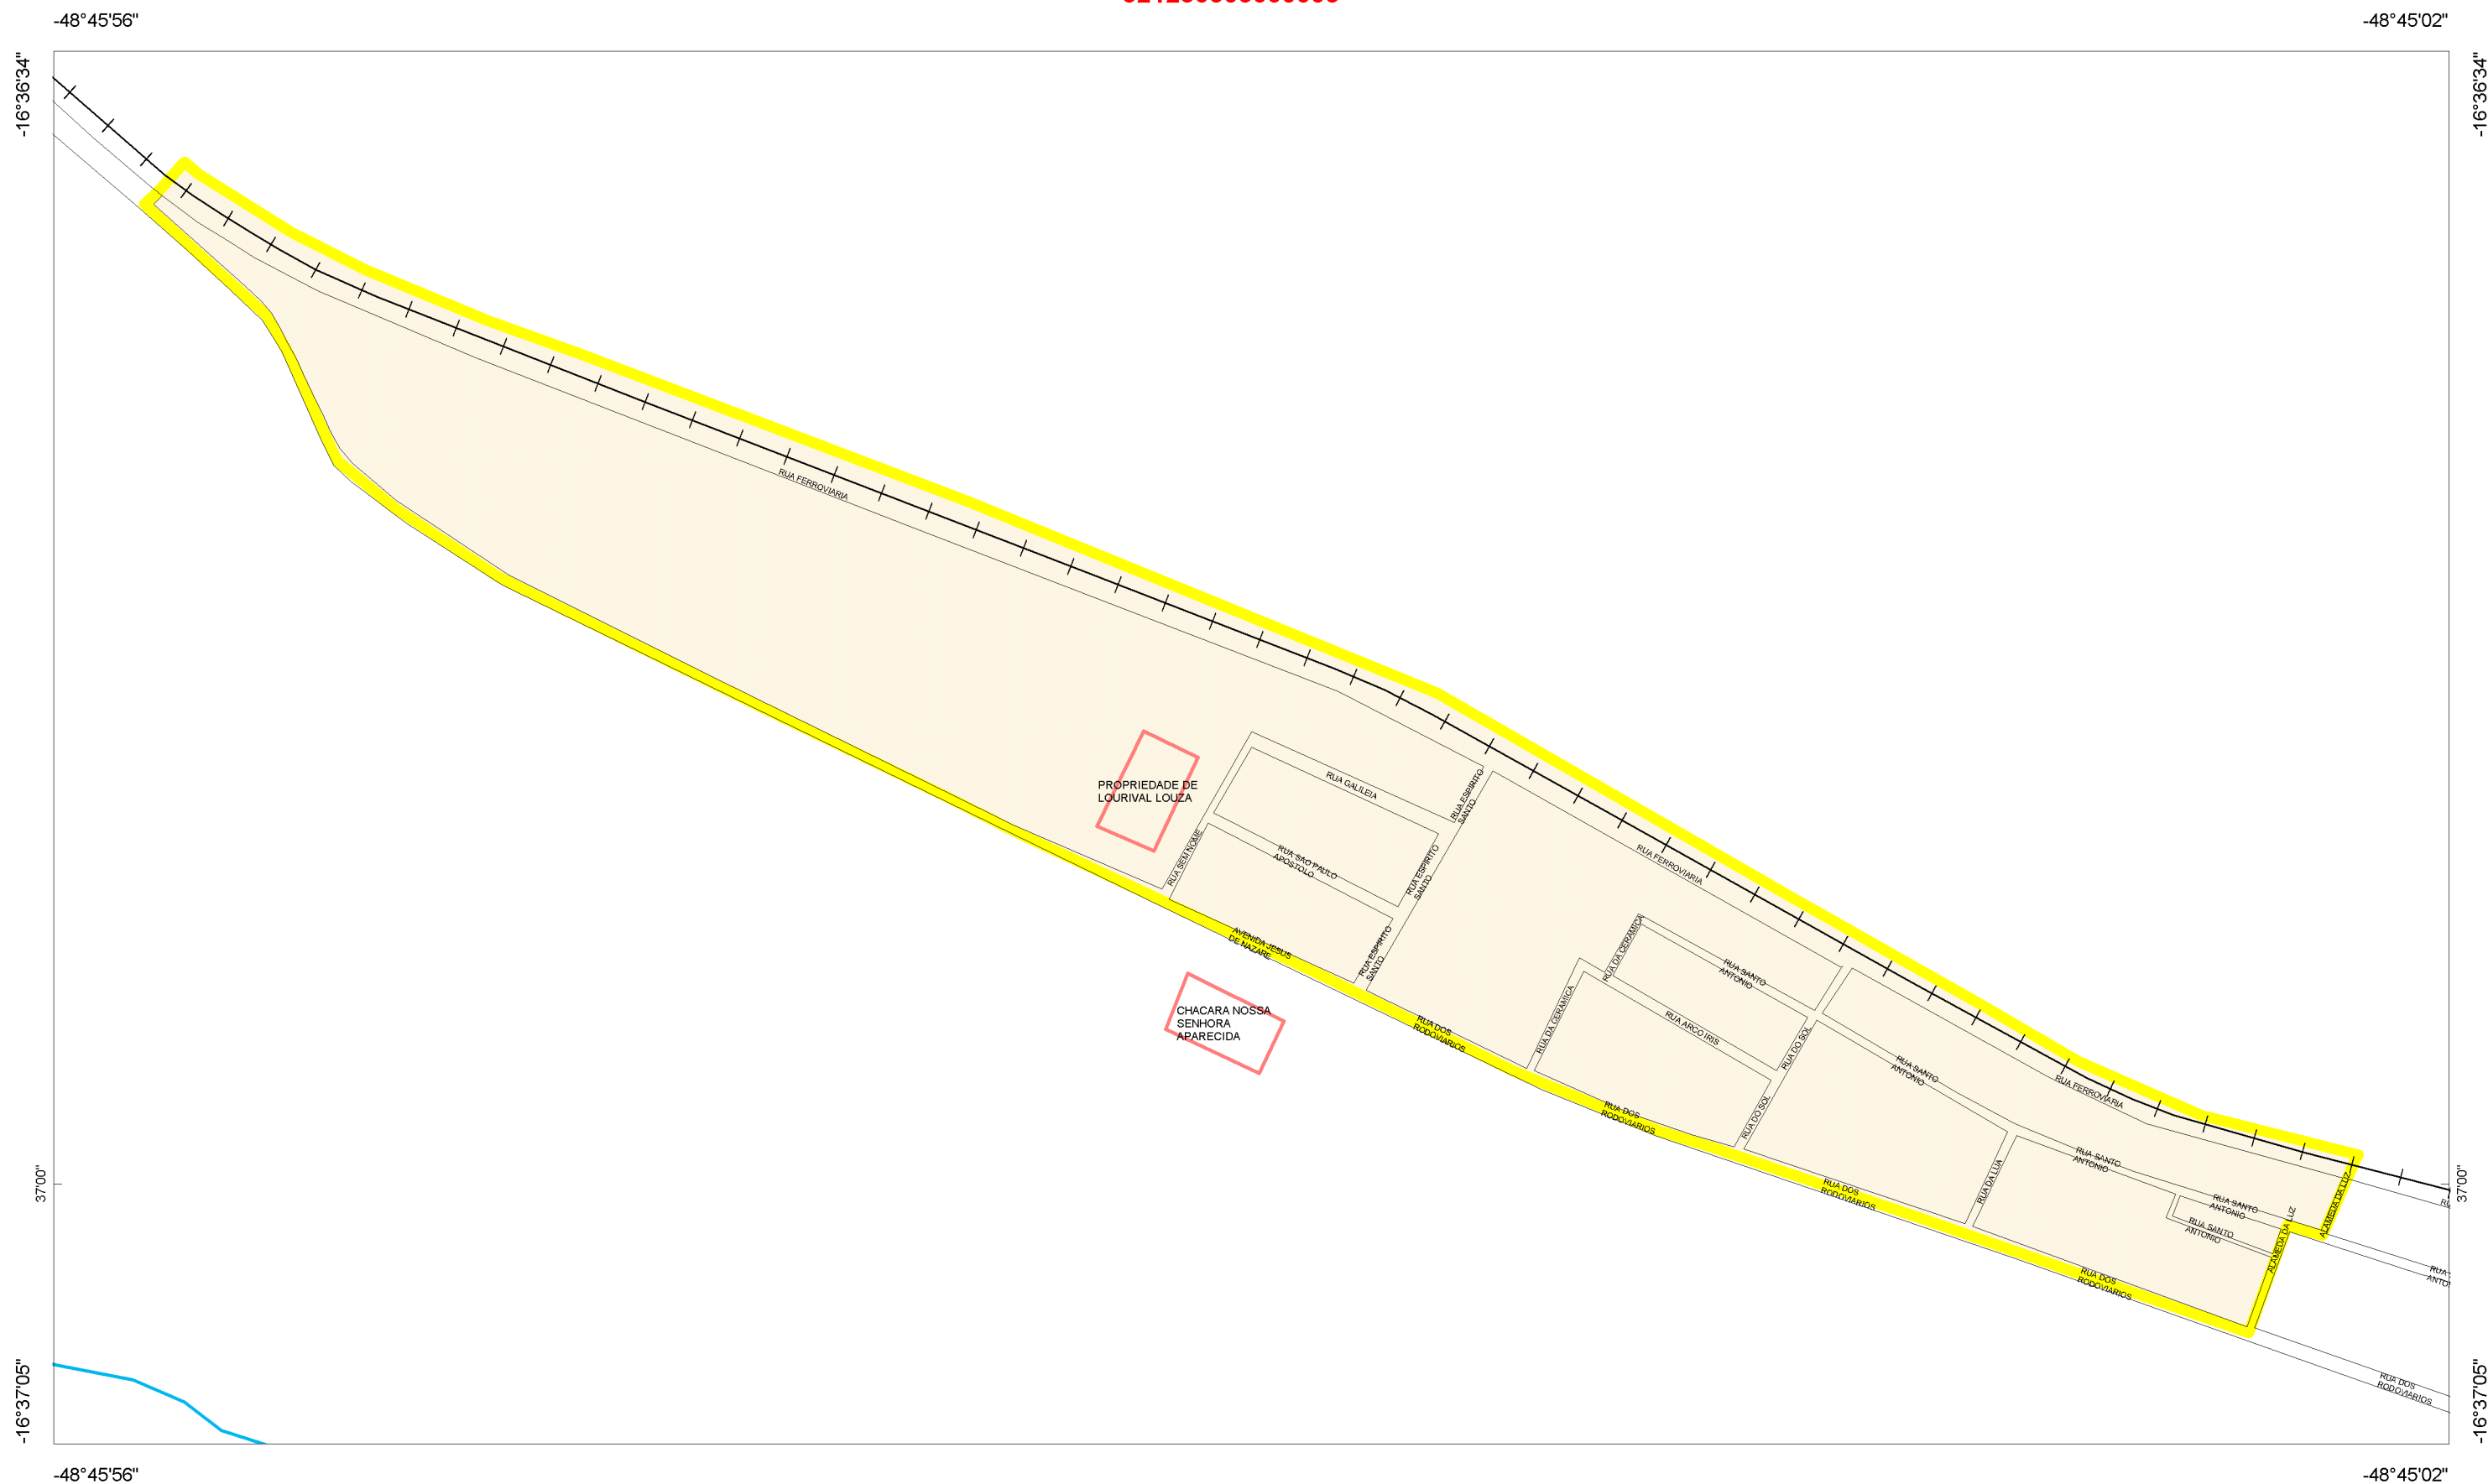 -48°45'56"
-48°45'02"
-16°36'34"
-16°36'34"
RUA FERROVIARIA
PROPRIEDADE DE
LOURIVAL LOUZA
RUA GALILEIA
RUA ESPIRITO
SANTO
RUA SEM NOME
RUA SAO PAULO
APOSTOLO
RUA ESPIRITO
SANTO
RUA FERROVIARIA
AVENIDA JESUS
DE NAZARE
RUA ESPIRITO
SANTO
RUA DA CERAMICA
RUA SANTO
ANTONIO
CHACARA NOSSA
SENHORA
APARECIDA
RUA DOS
RODOVIARIOS
RUA DA CERAMICA
RUA ARCO IRIS
RUA DO SOL
RUA SANTO
ANTONIO
RUA FERROVIARIA
RUA DOS
RODOVIARIOS
RUA DO SOL
RUA SANTO
ANTONIO
37'00"
37'00"
RUA DOS
RODOVIARIOS
RUA DA LUA
RUA SANTO
ANTONIO
RUA SANTO
ANTONIO
ALAMEDA DA LUZ
ALAMEDA DA LUZ
RUA DOS
RODOVIARIOS
RUA
ANTO
RUA DOS
RODOVIARIOS
-16°37'05"
-16°37'05"
-48°45'56"
-48°45'02"